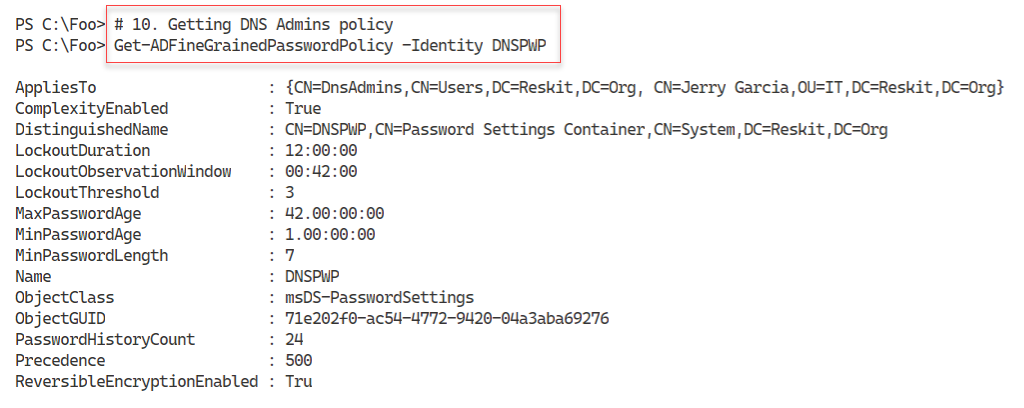 PS C:\Foo> # 10. Getting DNS Admins policy
PS C:\Foo> Get-ADFineGrainedPasswordPolicy -Identity DNSPWP
AppliesTo : {CN=DnsAdmins,CN=Users,DC=Reskit,DC=Org, CN=Jerry Garcia,OU=IT,DC=Reskit,DC=Org}
ComplexityEnabled : True
DistinguishedName : CN=DNSPWP,CN=Password Settings Container,CN=System,DC=Reskit,DC=Org
LockoutDuration : 12:00:00
LockoutObservationWindow : 00:42:00
LockoutThreshold : 3
MaxPasswordAge : 42.00:00:00
MinPasswordAge : 1.00:00:00
MinPasswordLength : 7
Name : DNSPWP
ObjectClass : msDS-PasswordSettings
ObjectGUID : 71e202f0-ac54-4772-9420-04a3aba69276
PasswordHistoryCount : 24
Precedence : 500
ReversibleEncryptionEnabled : Tru